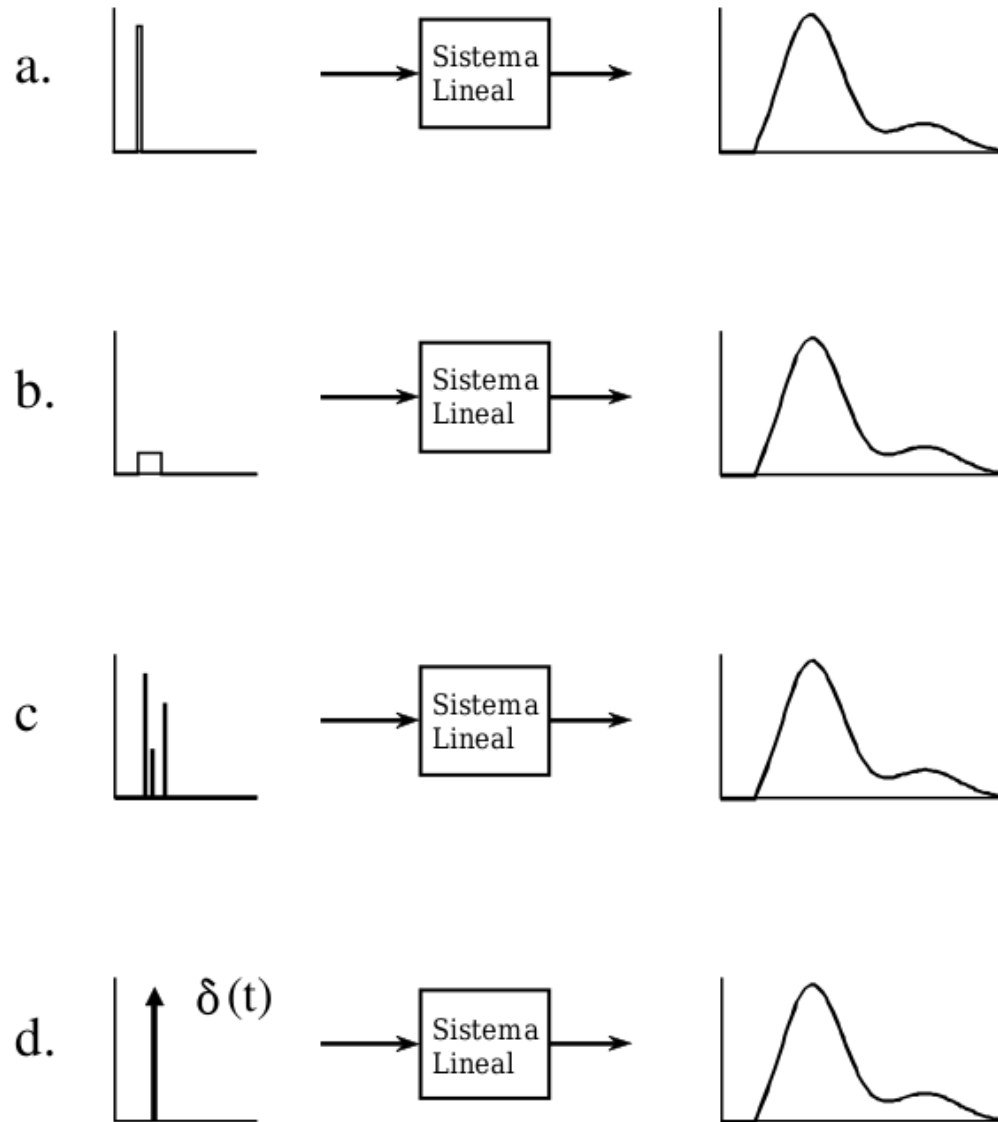 a.
Sistema
Lineal
b.
Sistema
Lineal
c
Sistema
Lineal
d.
δ(t)
Sistema
Lineal